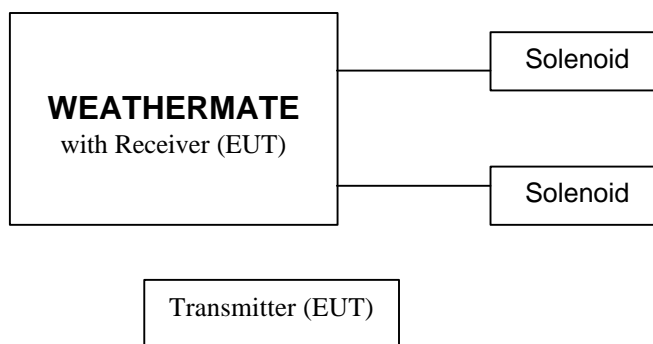 WEATHERMATE
with Receiver (EUT)
Solenoid
Solenoid
Transmitter (EUT)